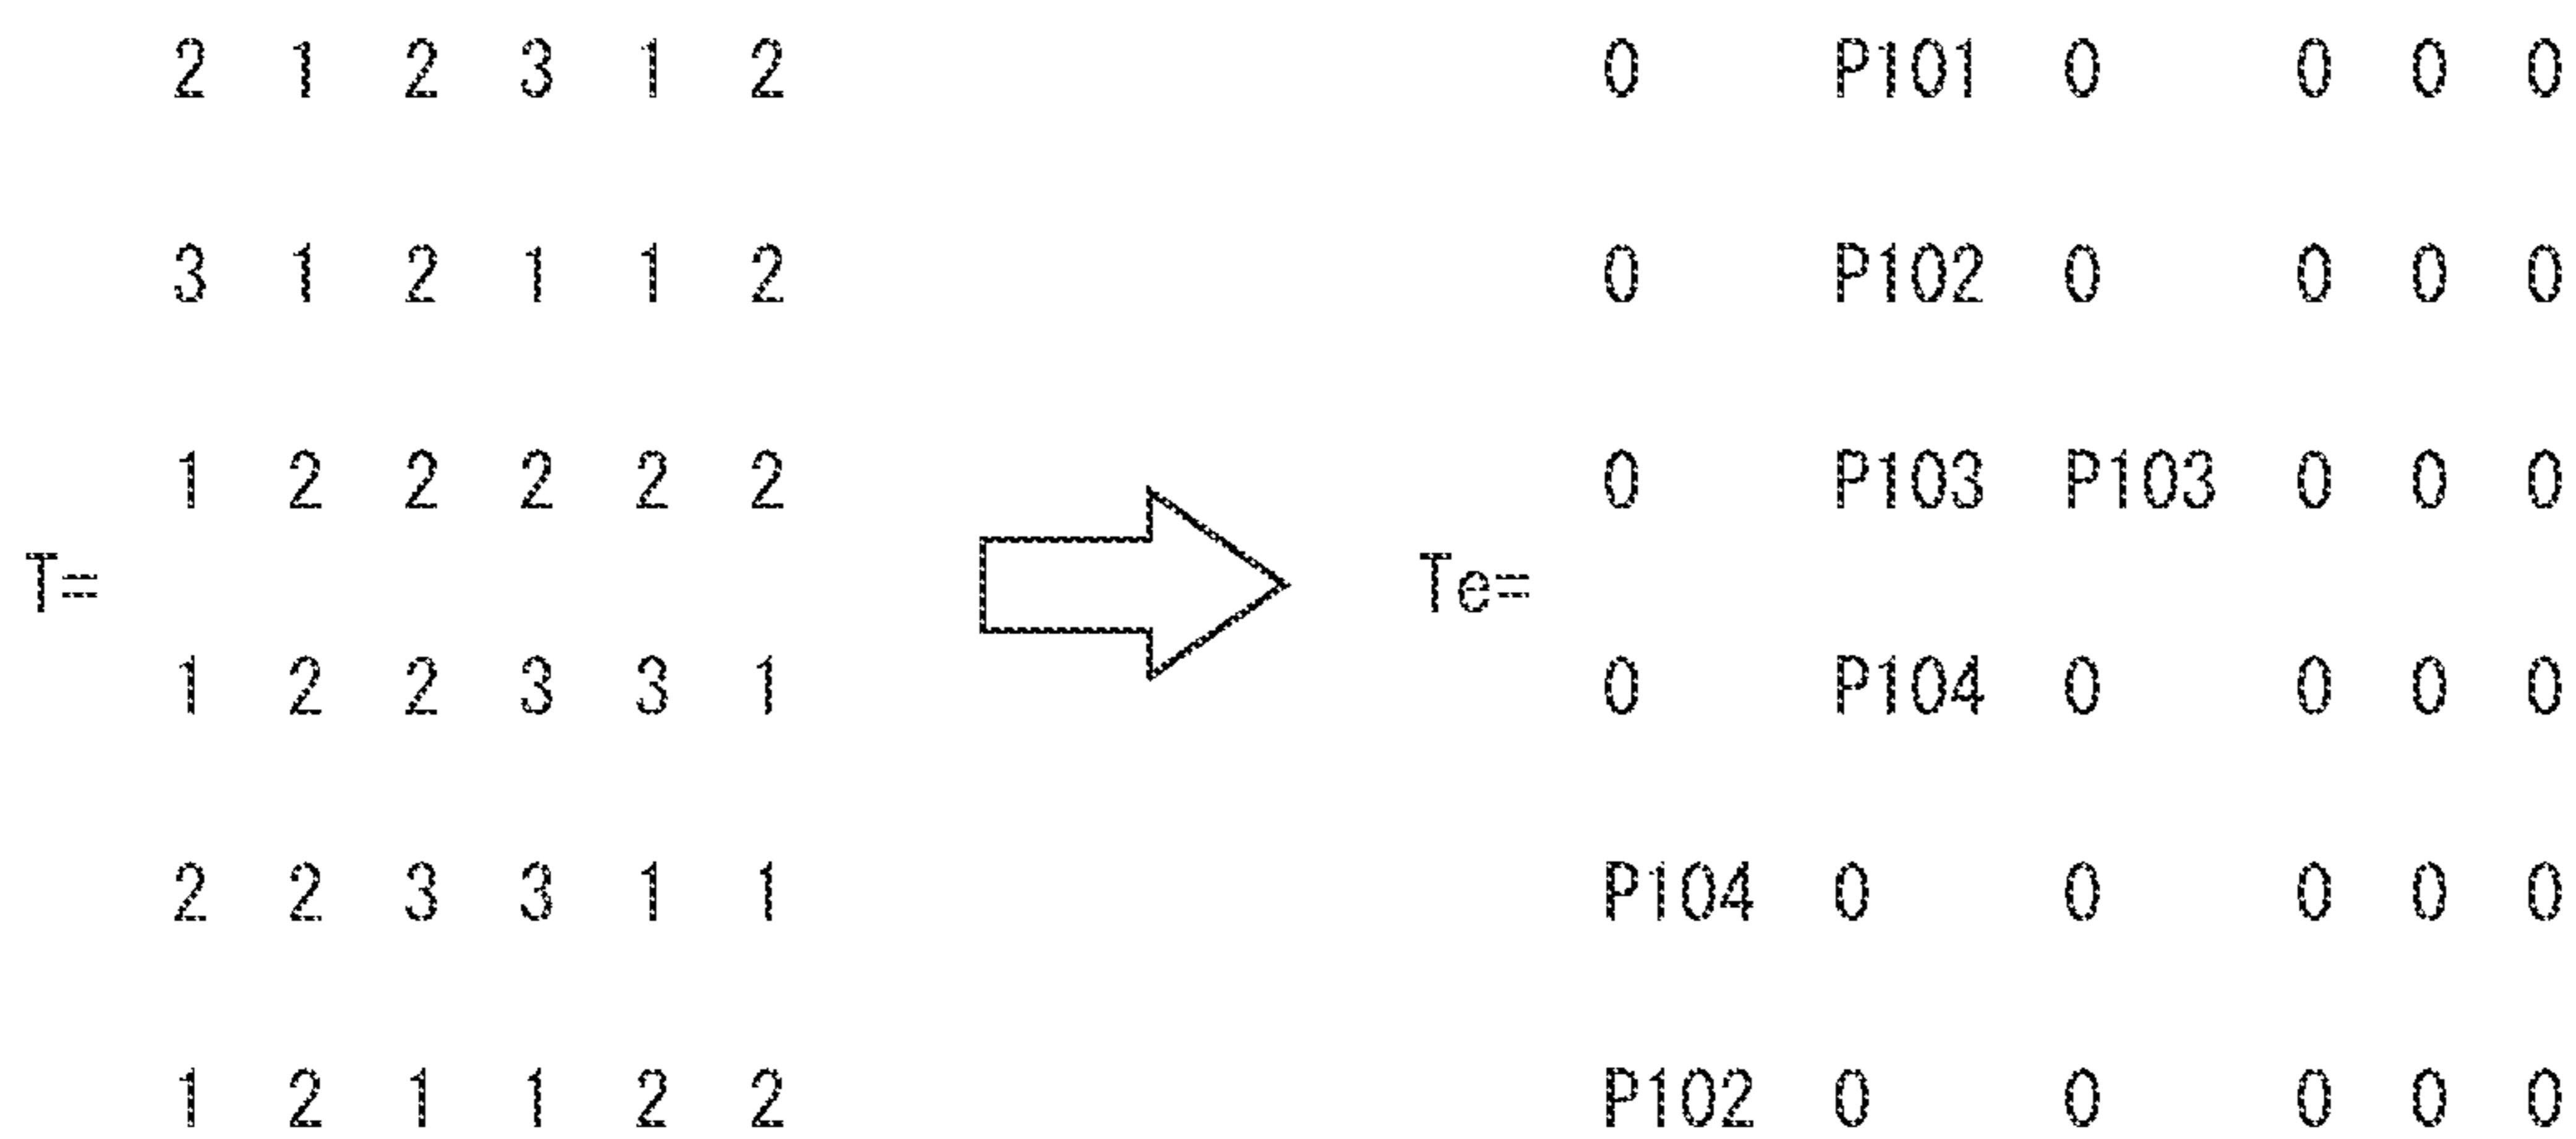 2 1 2 3 1 2 0 P101 0 0 0 0
3 1 2 1 1 2 0 P102 0 0 0 0
1 2 2 2 2 2 0 P103 P103 0 0 0
T= Te=
1 2 2 3 3 1 0 P104 0 0 0 0
2 2 3 3 1 1 P104 0 0 0 0 0
1 2 1 1 2 2 P102 0 0 0 0 0